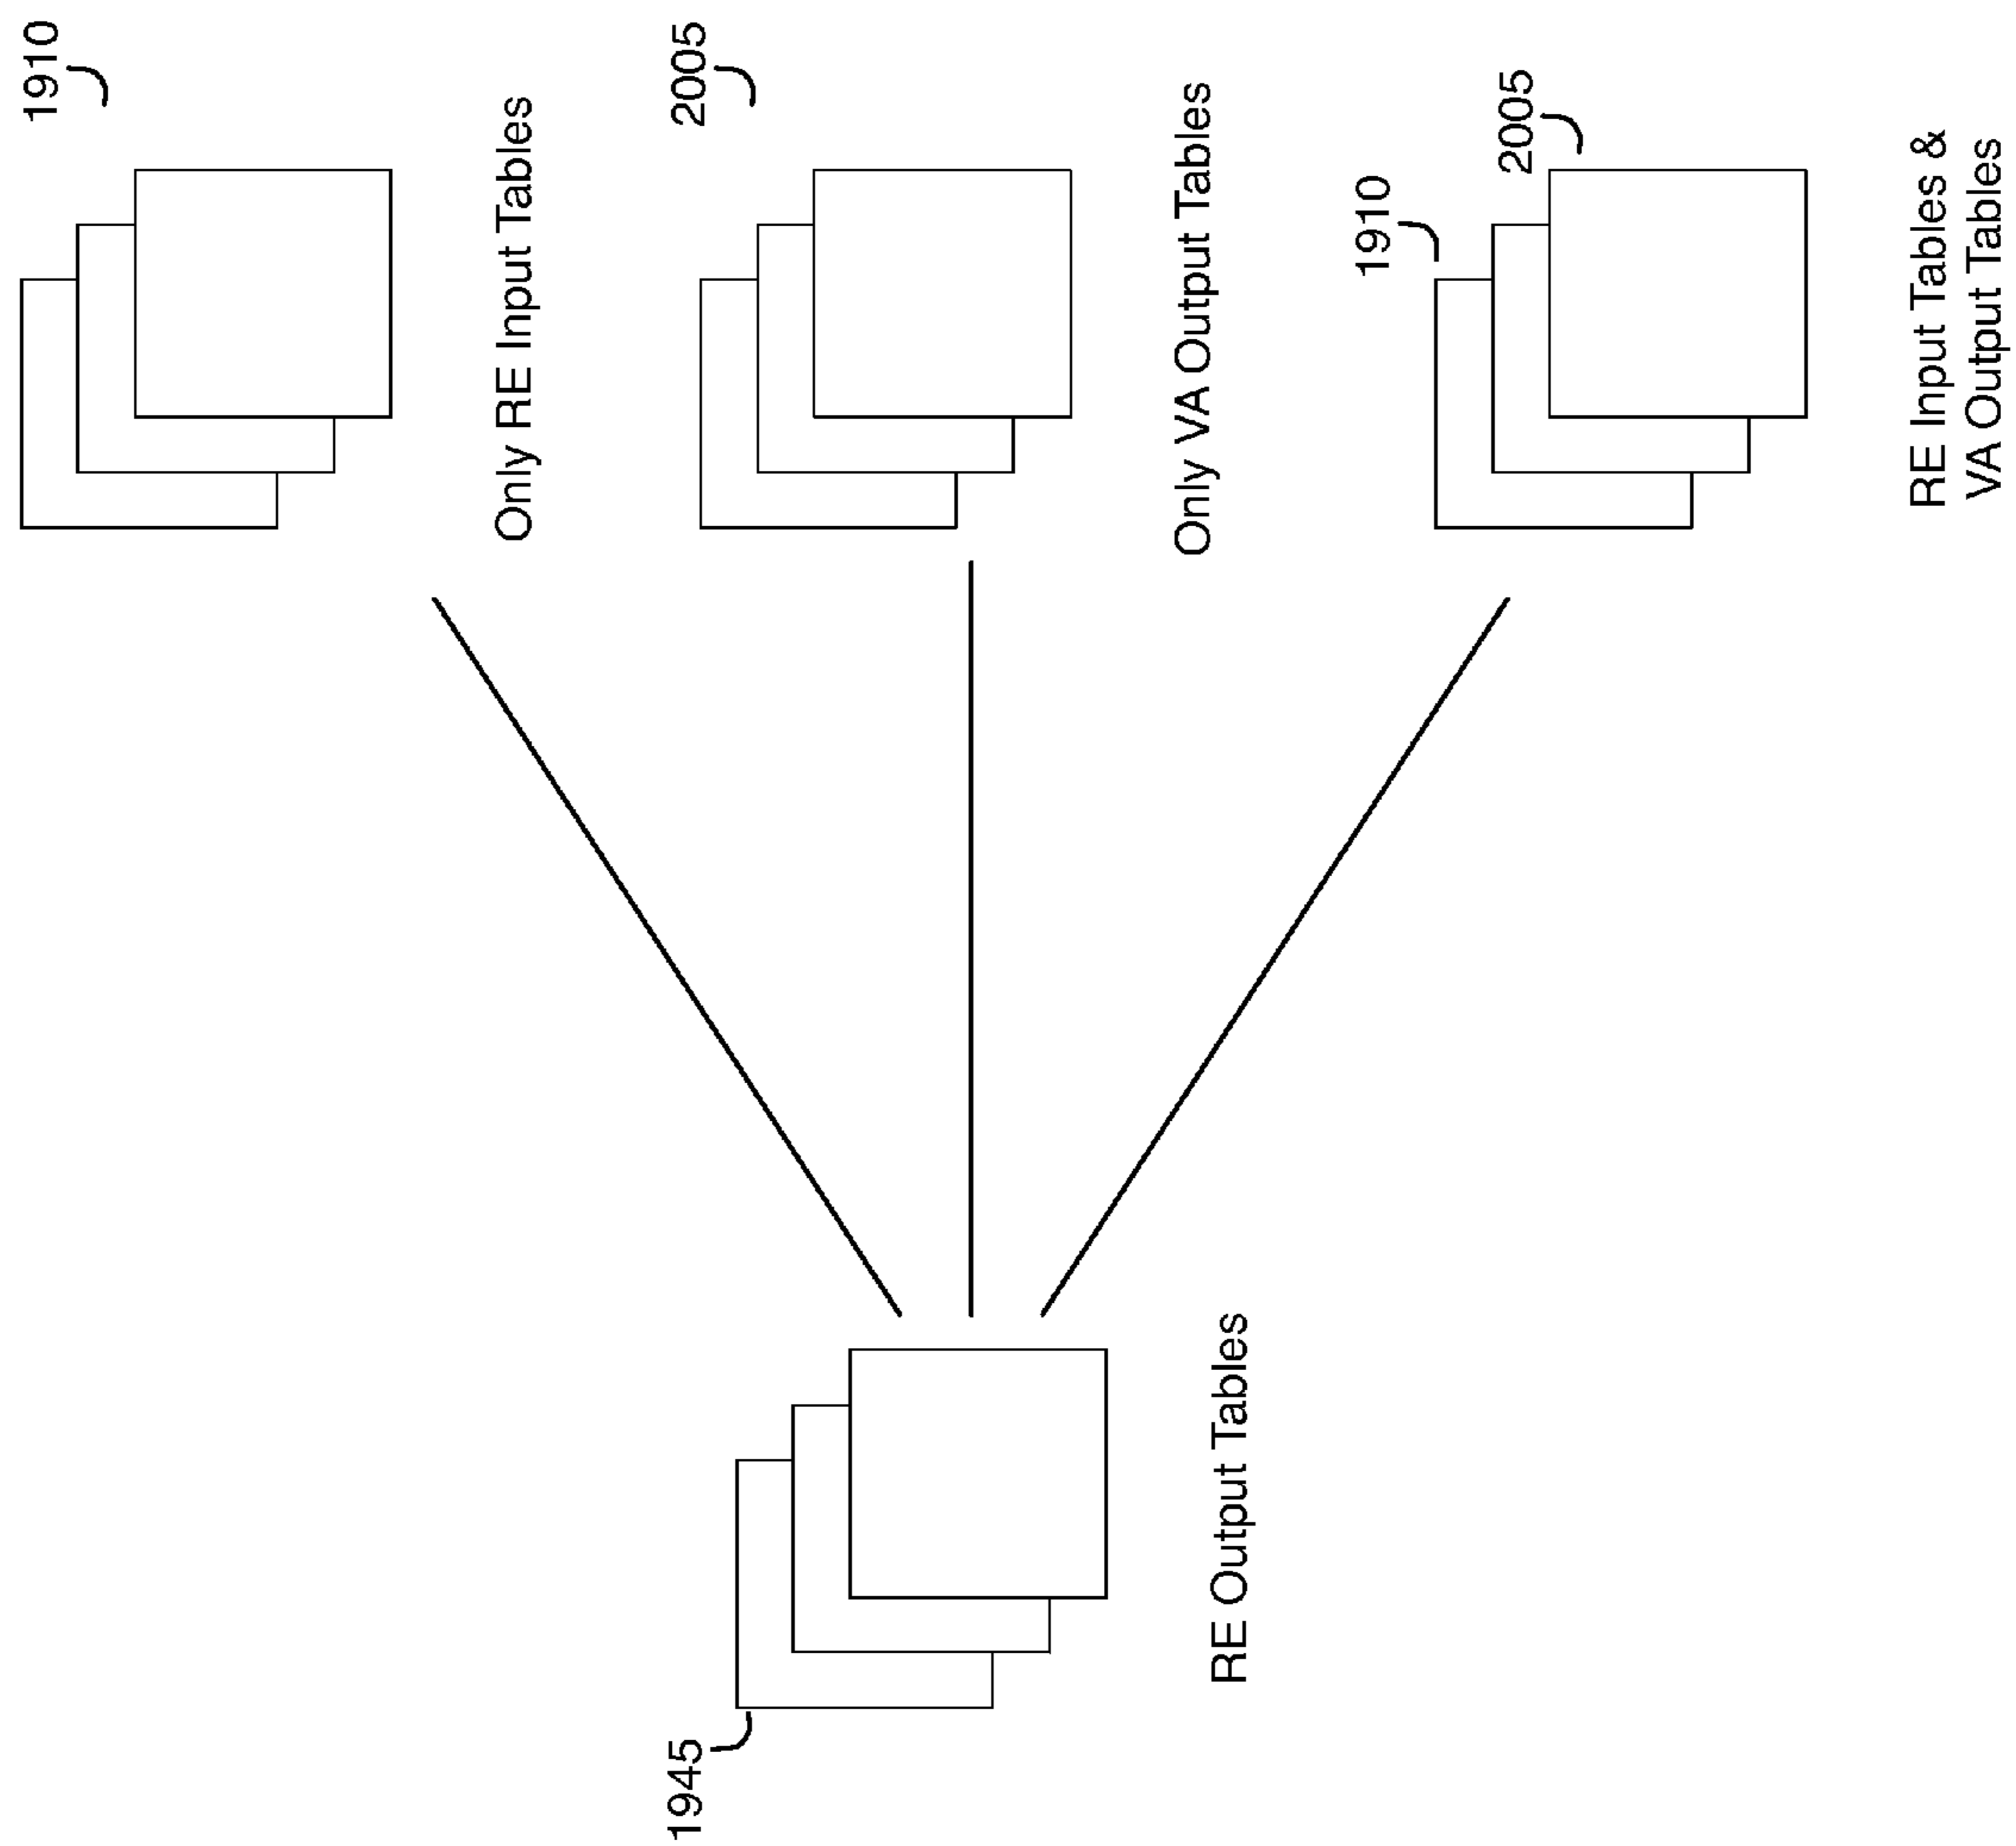 1910
Only RE Input Tables
2005
Only VA Output Tables
1910
2005
RE Input Tables &
VA Output Tables
1945
RE Output Tables